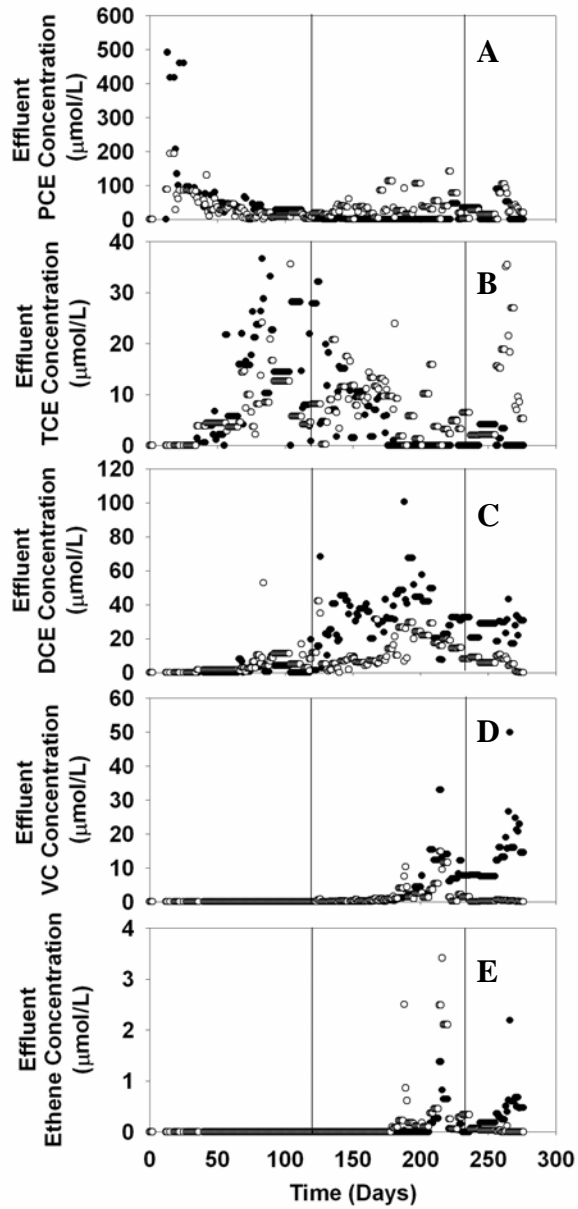 600
500
400
300
200
100
0
Effluent
PCE Concentration
(μmol/L)
A
40
30
20
10
0
Effluent
TCE Concentration
(μmol/L)
B
120
100
80
60
40
20
0
Effluent
DCE Concentration
(μmol/L)
C
60
50
40
30
20
10
0
Effluent
VC Concentration
(μmol/L)
D
4
3
2
1
0
Effluent
Ethene Concentration
(μmol/L)
E
0 50 100 150 200 250 300
Time (Days)